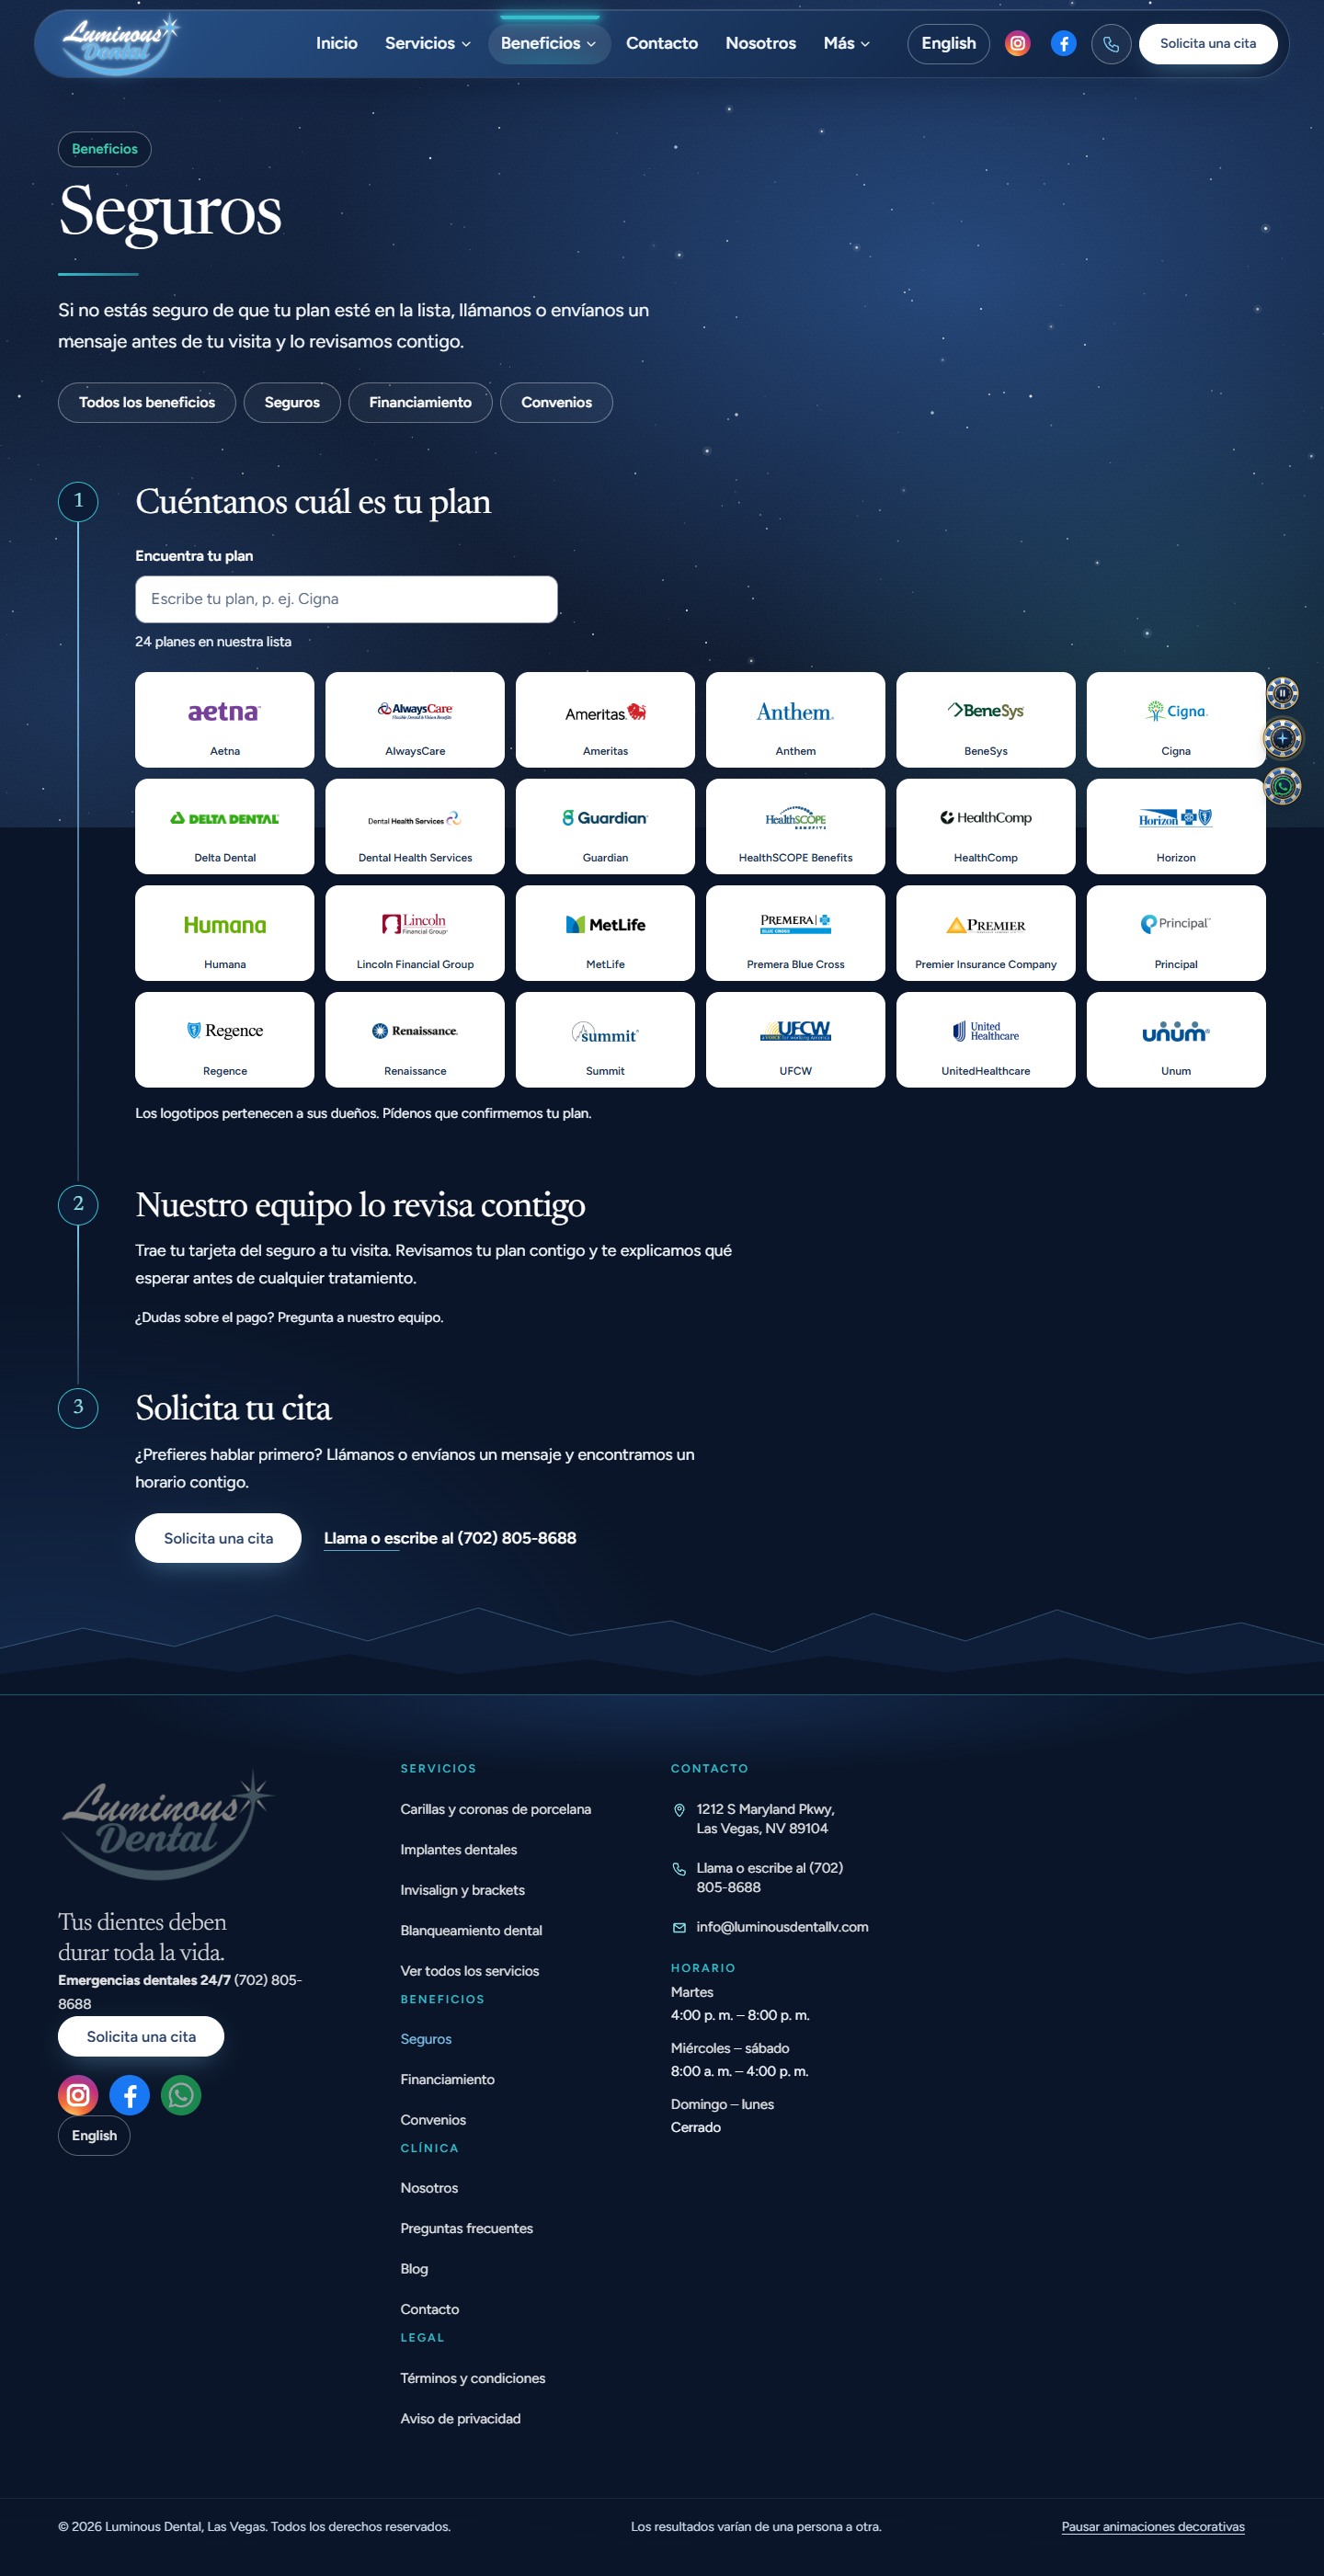 Luminous Dental
Inicio
Servicios
Beneficios
Contacto
Nosotros
Más
English
Solicita una cita
Beneficios
Seguros
Si no estás seguro de que tu plan esté en la lista, llámanos o envíanos un
mensaje antes de tu visita y lo revisamos contigo.
Todos los beneficios
Seguros
Financiamiento
Convenios
1
Cuéntanos cuál es tu plan
Encuentra tu plan
Escribe tu plan, p. ej. Cigna
24 planes en nuestra lista
aetna
AlwaysCare
Flexible Dental & Vision Benefits
Ameritas
Anthem
BeneSys
Cigna
Aetna
AlwaysCare
Ameritas
Anthem
BeneSys
Cigna
DELTA DENTAL
Dental Health Services
Guardian
HealthSCOPE
BENEFITS
HealthComp
Horizon
Delta Dental
Dental Health Services
Guardian
HealthSCOPE Benefits
HealthComp
Horizon
Humana
Lincoln
Financial Group
MetLife
PREMERA
BLUE CROSS
PREMIER
Principal
Humana
Lincoln Financial Group
MetLife
Premera Blue Cross
Premier Insurance Company
Principal
Regence
Renaissance
summit
UFCW
a VOICE for working America
United
Healthcare
unum
Regence
Renaissance
Summit
UFCW
UnitedHealthcare
Unum
Los logotipos pertenecen a sus dueños. Pídenos que confirmemos tu plan.
2
Nuestro equipo lo revisa contigo
Trae tu tarjeta del seguro a tu visita. Revisamos tu plan contigo y te explicamos qué
esperar antes de cualquier tratamiento.
¿Dudas sobre el pago? Pregunta a nuestro equipo.
3
Solicita tu cita
¿Prefieres hablar primero? Llámanos o envíanos un mensaje y encontramos un
horario contigo.
Solicita una cita
Llama o escribe al (702) 805-8688
Luminous
Dental
Tus dientes deben
durar toda la vida.
Emergencias dentales 24/7 (702) 805-
8688
Solicita una cita
English
SERVICIOS
Carillas y coronas de porcelana
Implantes dentales
Invisalign y brackets
Blanqueamiento dental
Ver todos los servicios
BENEFICIOS
Seguros
Financiamiento
Convenios
CLÍNICA
Nosotros
Preguntas frecuentes
Blog
Contacto
LEGAL
Términos y condiciones
Aviso de privacidad
CONTACTO
1212 S Maryland Pkwy,
Las Vegas, NV 89104
Llama o escribe al (702)
805-8688
info@luminousdentallv.com
HORARIO
Martes
4:00 p. m. – 8:00 p. m.
Miércoles – sábado
8:00 a. m. – 4:00 p. m.
Domingo – lunes
Cerrado
© 2026 Luminous Dental, Las Vegas. Todos los derechos reservados.
Los resultados varían de una persona a otra.
Pausar animaciones decorativas